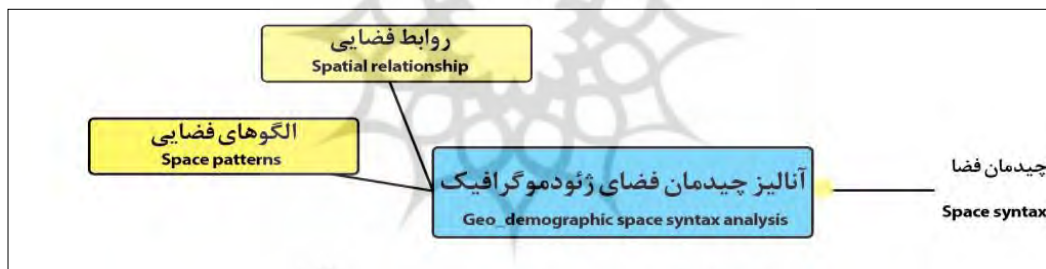 روابط فضایی
Spatial relationship
الگوهای فضایی
Space patterns
آنالیز چیدمان فضای ژئودموگرافیک
Geo_demographic space syntax analysis
چیدمان فضا
Space syntax